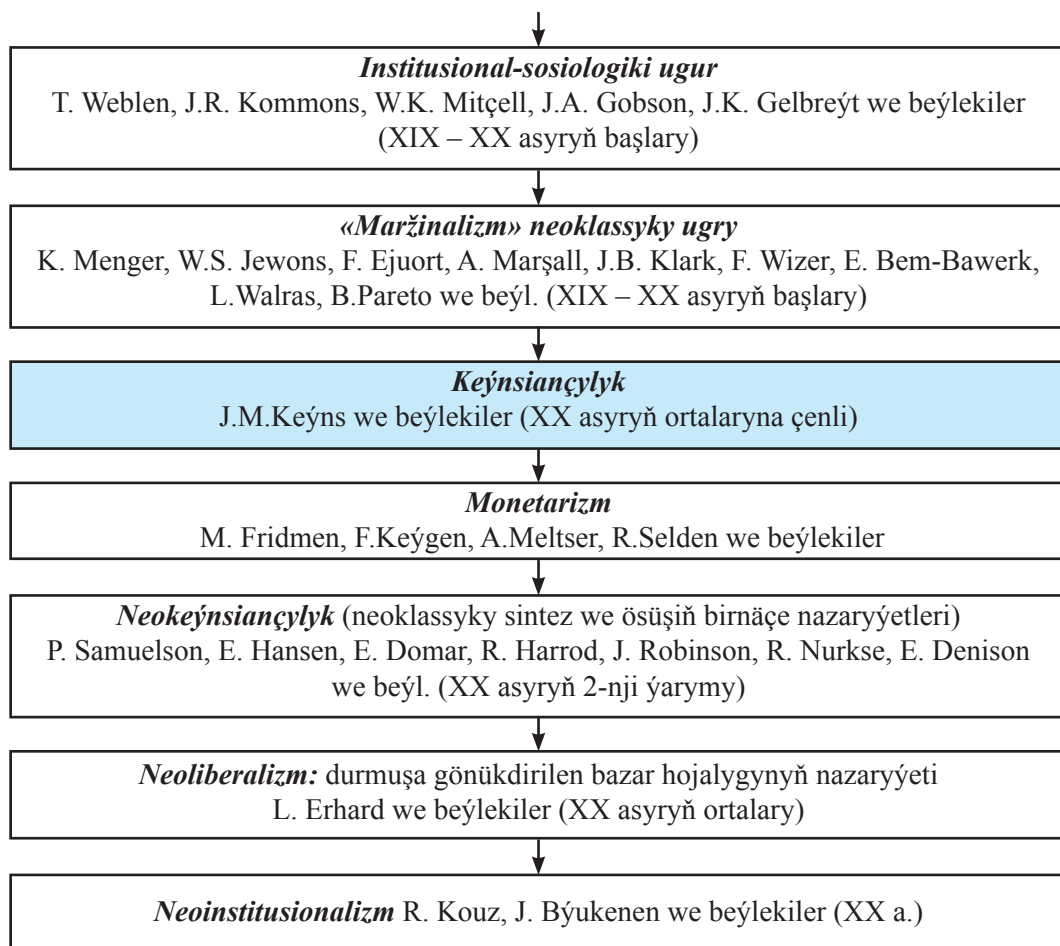 Institusional-sosiologiki ugur
T. Weblen, J.R. Kommons, W.K. Mitçell, J.A. Gobson, J.K. Gelbreýt we beýlekiler
(XIX – XX asyryň başlary)
«Maržinalizm» neoklassyky ugry
K. Menger, W.S. Jewons, F. Ejuort, A. Marşall, J.B. Klark, F. Wizer, E. Bem-Bawerk,
L.Walras, B.Pareto we beýl. (XIX – XX asyryň başlary)
Keýnsiançylyk
J.M.Keýns we beýlekiler (XX asyryň ortalaryna çenli)
Monetarizm
M. Fridmen, F.Keýgen, A.Meltser, R.Selden we beýlekiler
Neokeýnsiançylyk (neoklassyky sintez we ösüşiň birnäçe nazaryýetleri)
P. Samuelson, E. Hansen, E. Domar, R. Harrod, J. Robinson, R. Nurkse, E. Denison
we beýl. (XX asyryň 2-nji ýarymy)
Neoliberalizm: durmuşa gönükdirilen bazar hojalygynyň nazaryýeti
L. Erhard we beýlekiler (XX asyryň ortalary)
Neoinstitusionalizm R. Kouz, J. Býukenen we beýlekiler (XX a.)